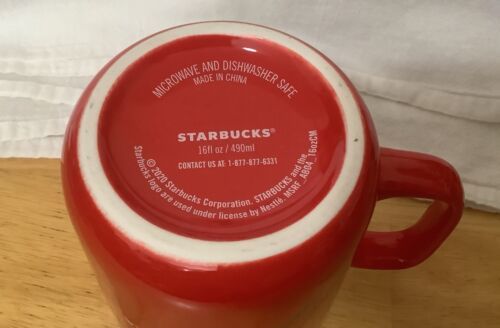 MICROWAVE AND DISHWASHER SAFE
MADE IN CHINA
STARBUCKS®
16fl oz / 490ml
CONTACT US AT 1-877-877-6331
© 2020 Starbucks Corporation. STARBUCKS and the
Starbucks logo are used under license by Nestlé. MSRF_AB04_16ozCM